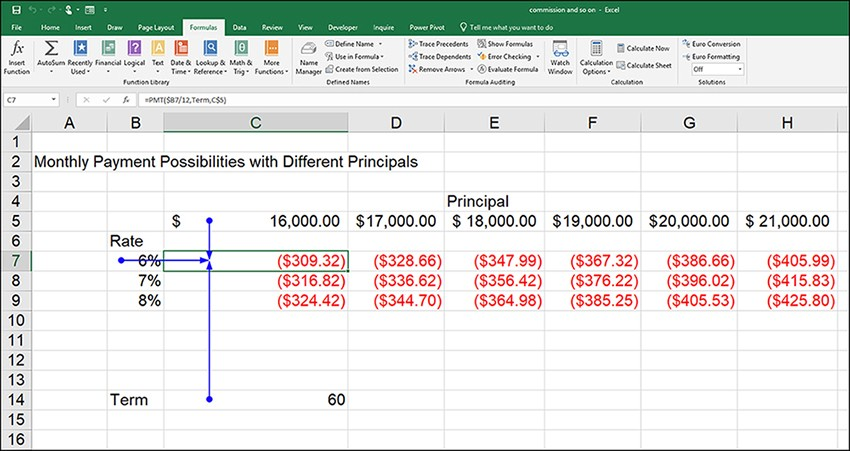 commission and so on - Excel
File Home Insert Draw Page Layout Formulas Data Review View Developer Inquire Power Pivot Tell me what you want to do
fx Σ
Insert Function AutoSum Recently Used Financial Logical Text Date & Time Lookup & Reference Math & Trig More Functions
Function Library
Name Manager Define Name Use in Formula Create from Selection
Defined Names
Trace Precedents Trace Dependents Remove Arrows Show Formulas Error Checking Evaluate Formula Watch Window
Formula Auditing
Calculation Options Calculate Now Calculate Sheet
Calculation
Euro Conversion Euro Formatting Off
Solutions
C7 fx =PMT($B7/12,Term,C$5)
A B C D E F G H
1
2 Monthly Payment Possibilities with Different Principals
3
4 Principal
5 $ 16,000.00 $17,000.00 $ 18,000.00 $19,000.00 $20,000.00 $ 21,000.00
6 Rate
7 6% ($309.32) ($328.66) ($347.99) ($367.32) ($386.66) ($405.99)
8 7% ($316.82) ($336.62) ($356.42) ($376.22) ($396.02) ($415.83)
9 8% ($324.42) ($344.70) ($364.98) ($385.25) ($405.53) ($425.80)
10
11
12
13
14 Term 60
15
16